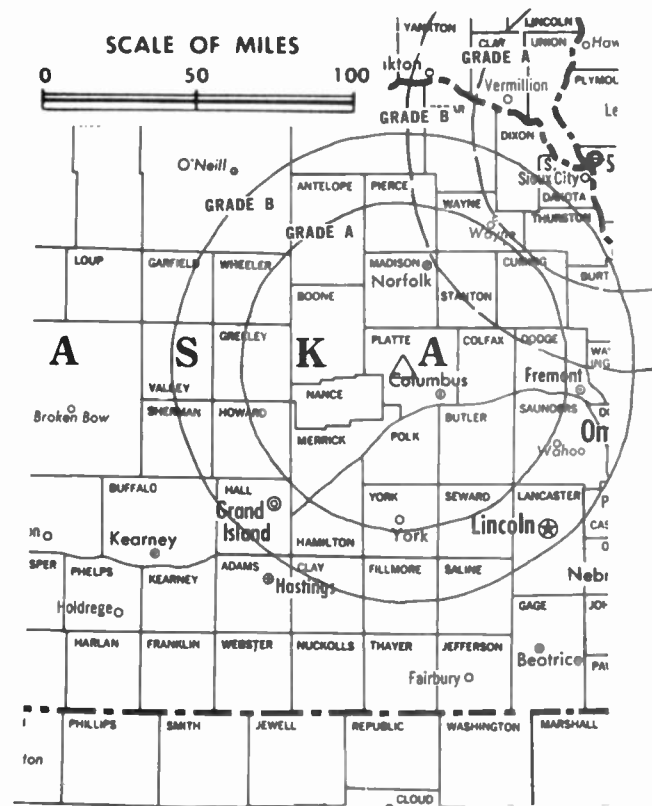 SCALE OF MILES
0 50 100
YANKTON
LINCOLN
CLAY
UNION
GRADE A
PLYMOU
Vermillion
GRADE B
DIXON
O'Neill
Sioux City
DAKOTA
ANTELOPE
PIERCE
WAYNE
THURSTON
GRADE B
GRADE A
Wayne
LOUP
GARFIELD
WHEELER
MADISON
CUMING
Norfolk
BURT
BOONE
STANTON
GREELEY
PLATTE
COLFAX
DODGE
A S K A
VALLEY
NANCE
Columbus
Fremont
Broken Bow
SHERMAN
HOWARD
BUTLER
SAUNDERS
MERRICK
POLK
Wahoo
BUFFALO
HALL
YORK
SEWARD
LANCASTER
Grand
Island
York
Lincoln
Kearney
HAMILTON
PHELPS
KEARNEY
ADAMS
CLAY
FILLMORE
SALINE
Hastings
Nebr
Holdrege
GAGE
HARLAN
FRANKLIN
WEBSTER
NUCKOLLS
THAYER
JEFFERSON
Beatrice
Fairbury
PHILLIPS
SMITH
JEWELL
REPUBLIC
WASHINGTON
MARSHALL
ton
CLOUD